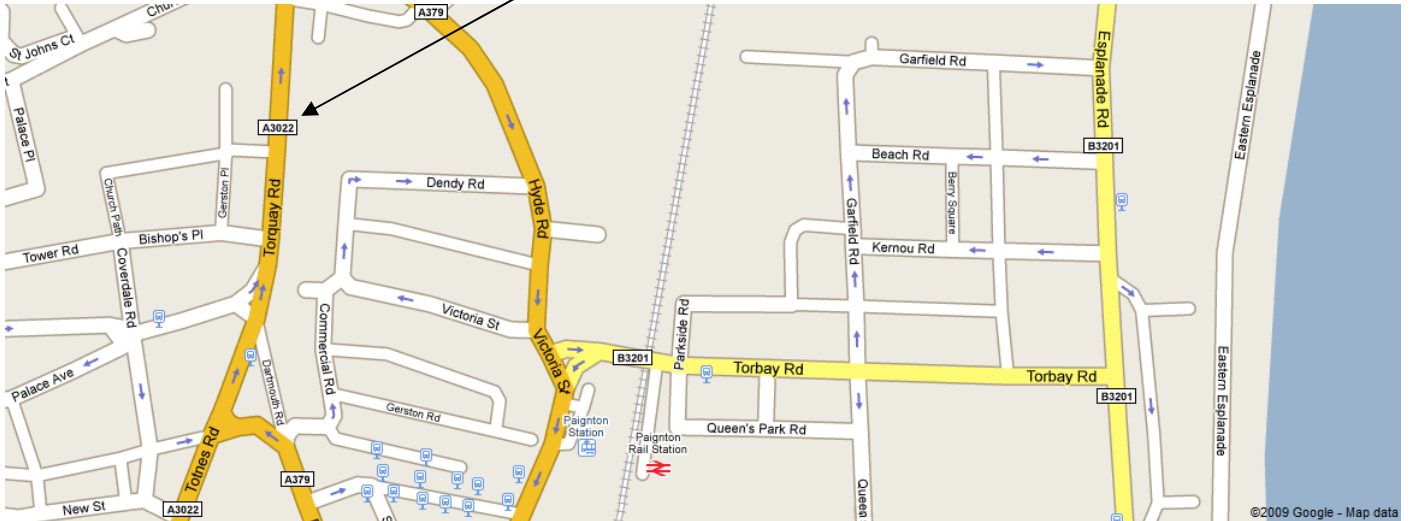 A379
Church
St Johns Ct
Palace Pl
A3022
Torquay Rd
Church Path
Gerston Pl
Bishop's Pl
Tower Rd
Coverdale Rd
Dendy Rd
Hyde Rd
Victoria St
Commercial Rd
Victoria St
Palace Ave
Dartmouth Rd
Gerston Rd
Totnes Rd
A379
New St
A3022
Paignton
Station
Paignton
Rail Station
B3201
Parkside Rd
Torbay Rd
Torbay Rd
Queen's Park Rd
Queen
Garfield Rd
Garfield Rd
Beach Rd
Berry Square
Kernou Rd
Esplanade Rd
B3201
B3201
Eastern Esplanade
Eastern Esplanade
©2009 Google - Map data